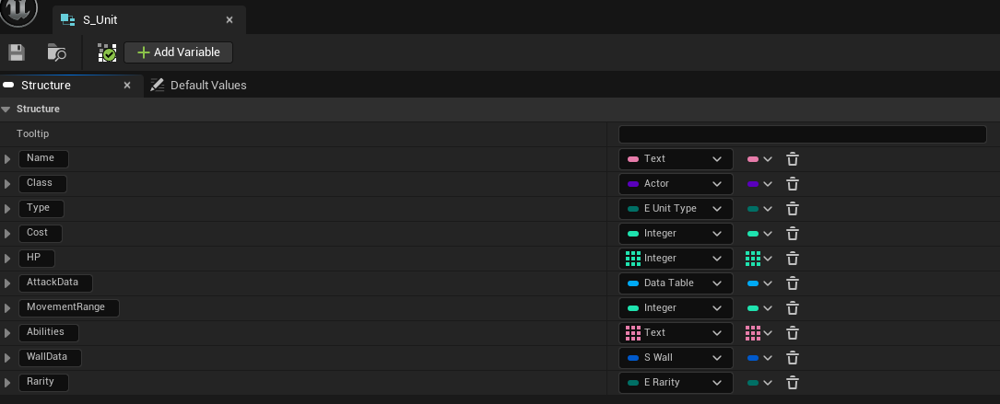 S_Unit
Add Variable
Structure
Default Values
Structure
Tooltip
Name Text
Class Actor
Type E Unit Type
Cost Integer
HP Integer
AttackData Data Table
MovementRange Integer
Abilities Text
WallData S Wall
Rarity E Rarity